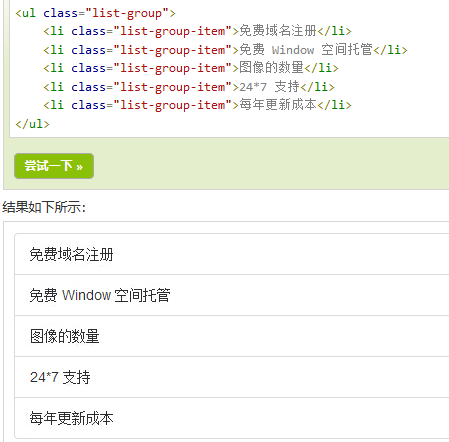 <ul class="list-group">
<li class="list-group-item">免费域名注册</li>
<li class="list-group-item">免费 Window 空间托管</li>
<li class="list-group-item">图像的数量</li>
<li class="list-group-item">24*7 支持</li>
<li class="list-group-item">每年更新成本</li>
</ul>
尝试一下 »
结果如下所示：
免费域名注册
免费 Window 空间托管
图像的数量
24*7 支持
每年更新成本